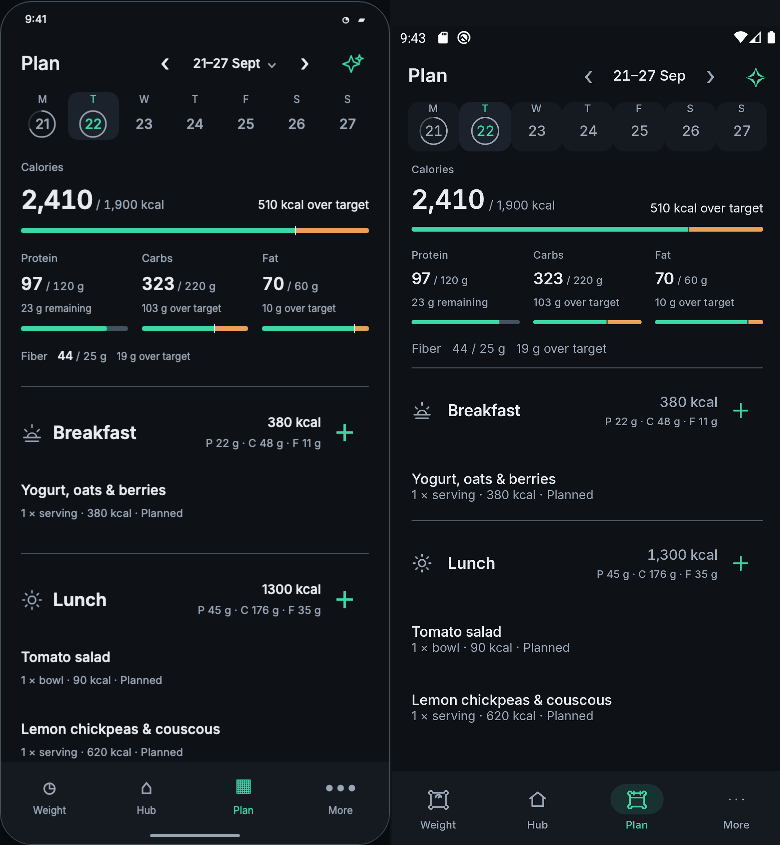 9:41
Plan
21–27 Sept
M T W T F S S
21 22 23 24 25 26 27
Calories
2,410 / 1,900 kcal
510 kcal over target
Protein Carbs Fat
97 / 120 g 323 / 220 g 70 / 60 g
23 g remaining 103 g over target 10 g over target
Fiber 44 / 25 g 19 g over target
Breakfast
380 kcal
P 22 g · C 48 g · F 11 g
Yogurt, oats & berries
1 × serving · 380 kcal · Planned
Lunch
1300 kcal
P 45 g · C 176 g · F 35 g
Tomato salad
1 × bowl · 90 kcal · Planned
Lemon chickpeas & couscous
1 × serving · 620 kcal · Planned
Weight Hub Plan More
9:43
Plan
21–27 Sep
M T W T F S S
21 22 23 24 25 26 27
Calories
2,410 / 1,900 kcal
510 kcal over target
Protein Carbs Fat
97 / 120 g 323 / 220 g 70 / 60 g
23 g remaining 103 g over target 10 g over target
Fiber 44 / 25 g 19 g over target
Breakfast
380 kcal
P 22 g · C 48 g · F 11 g
Yogurt, oats & berries
1 × serving · 380 kcal · Planned
Lunch
1,300 kcal
P 45 g · C 176 g · F 35 g
Tomato salad
1 × bowl · 90 kcal · Planned
Lemon chickpeas & couscous
1 × serving · 620 kcal · Planned
Weight Hub Plan More